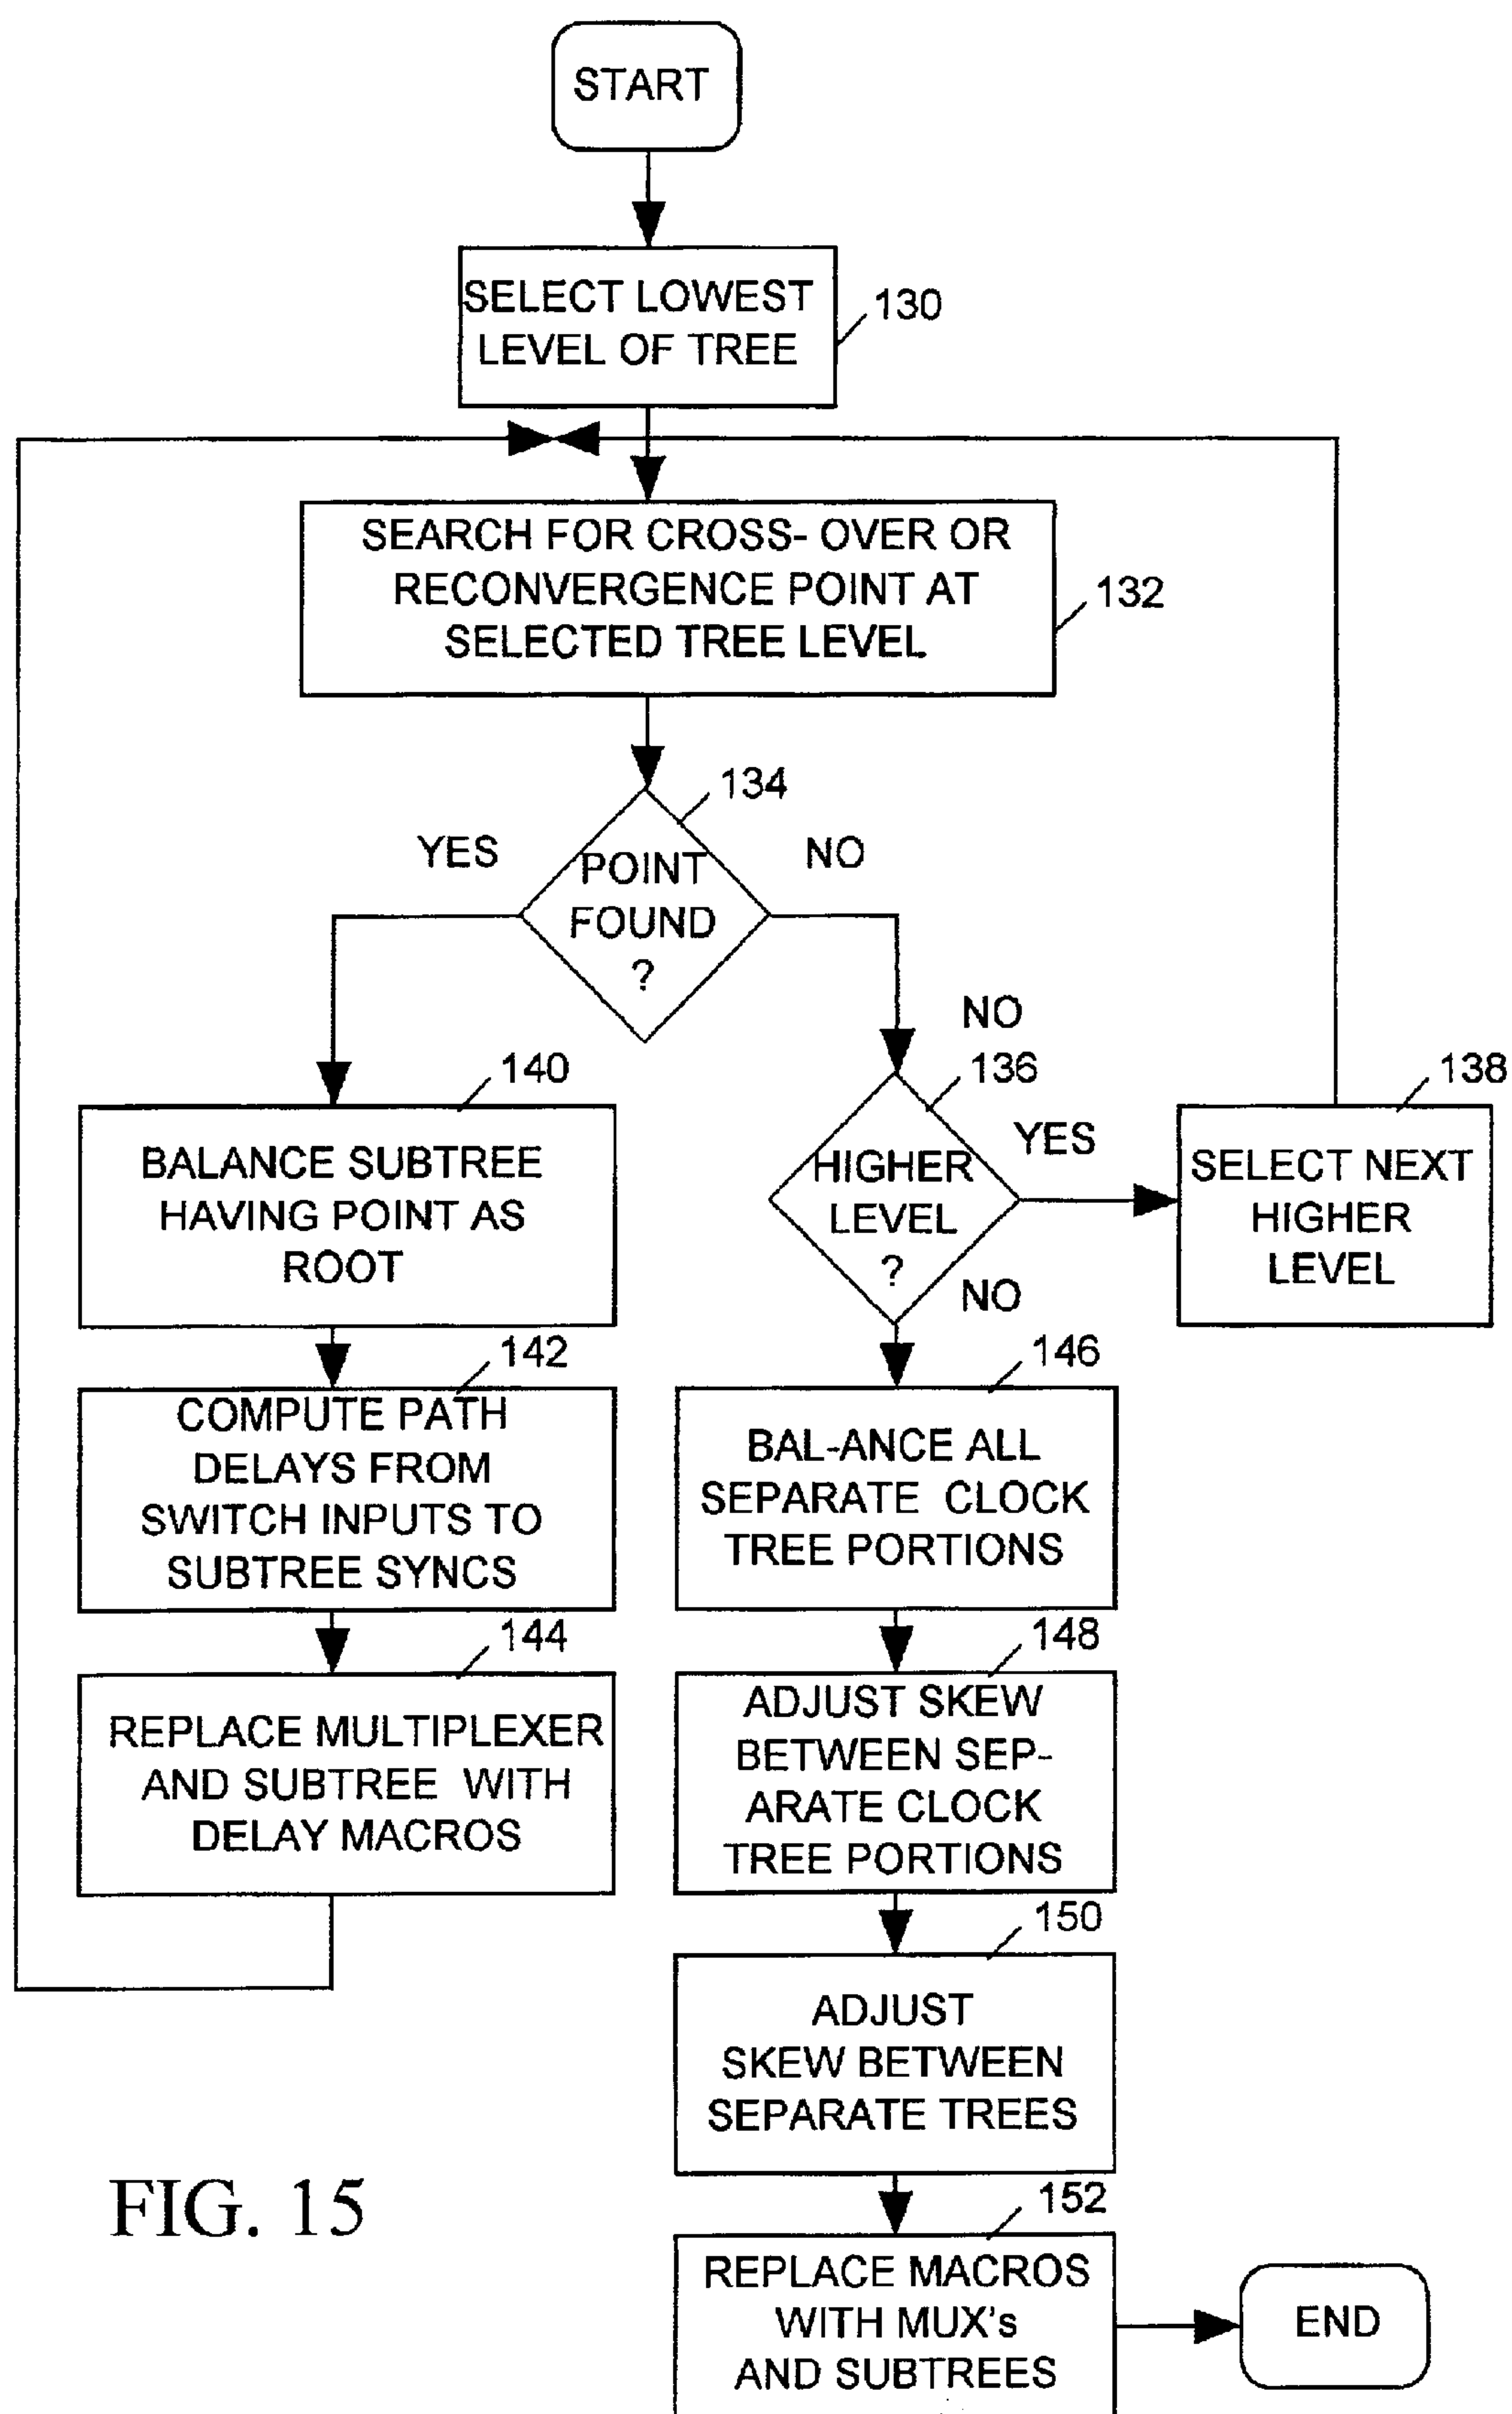 START
SELECT LOWEST
LEVEL OF TREE
130
SEARCH FOR CROSS- OVER OR
RECONVERGENCE POINT AT
SELECTED TREE LEVEL
132
134
YES
NO
POINT
FOUND
?
NO
140
136
138
BALANCE SUBTREE
HAVING POINT AS
ROOT
HIGHER
LEVEL
?
YES
NO
SELECT NEXT
HIGHER
LEVEL
142
COMPUTE PATH
DELAYS FROM
SWITCH INPUTS TO
SUBTREE SYNCS
146
BAL-ANCE ALL
SEPARATE CLOCK
TREE PORTIONS
144
REPLACE MULTIPLEXER
AND SUBTREE WITH
DELAY MACROS
148
ADJUST SKEW
BETWEEN SEP-
ARATE CLOCK
TREE PORTIONS
150
ADJUST
SKEW BETWEEN
SEPARATE TREES
152
REPLACE MACROS
WITH MUX's
AND SUBTREES
END
FIG. 15